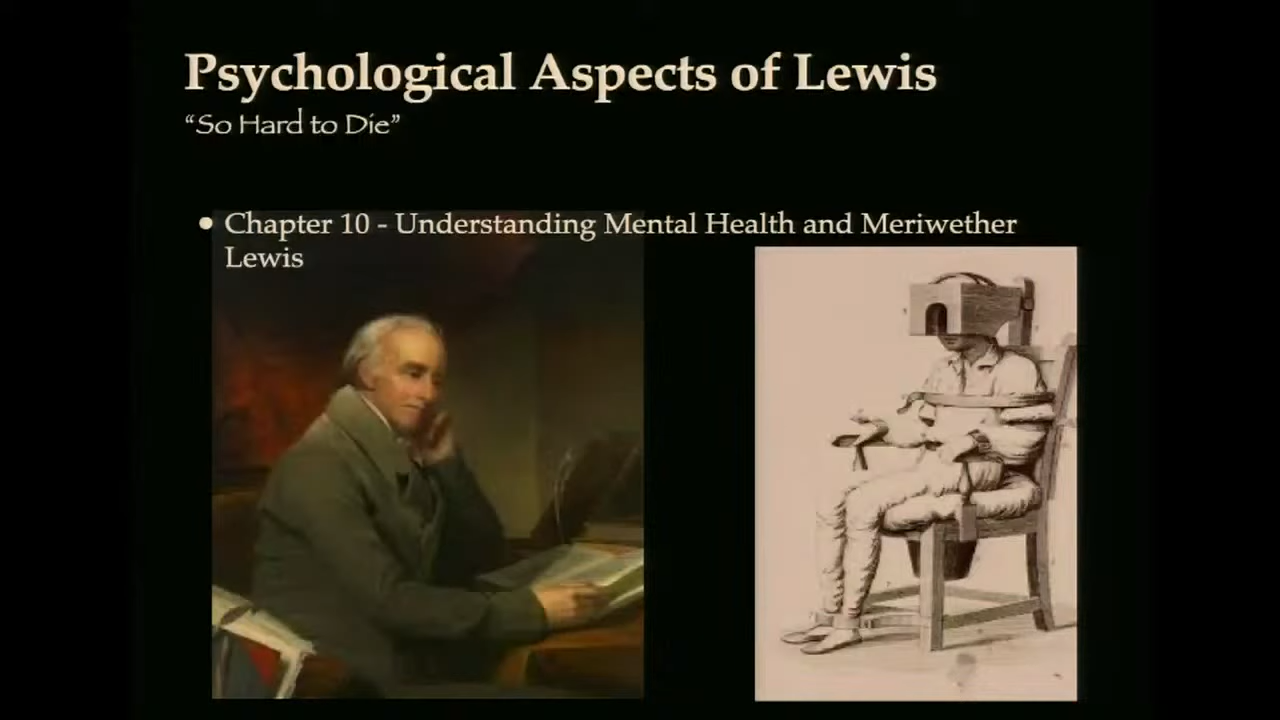 Psychological Aspects of Lewis
“So Hard to Die”
• Chapter 10 - Understanding Mental Health and Meriwether
Lewis